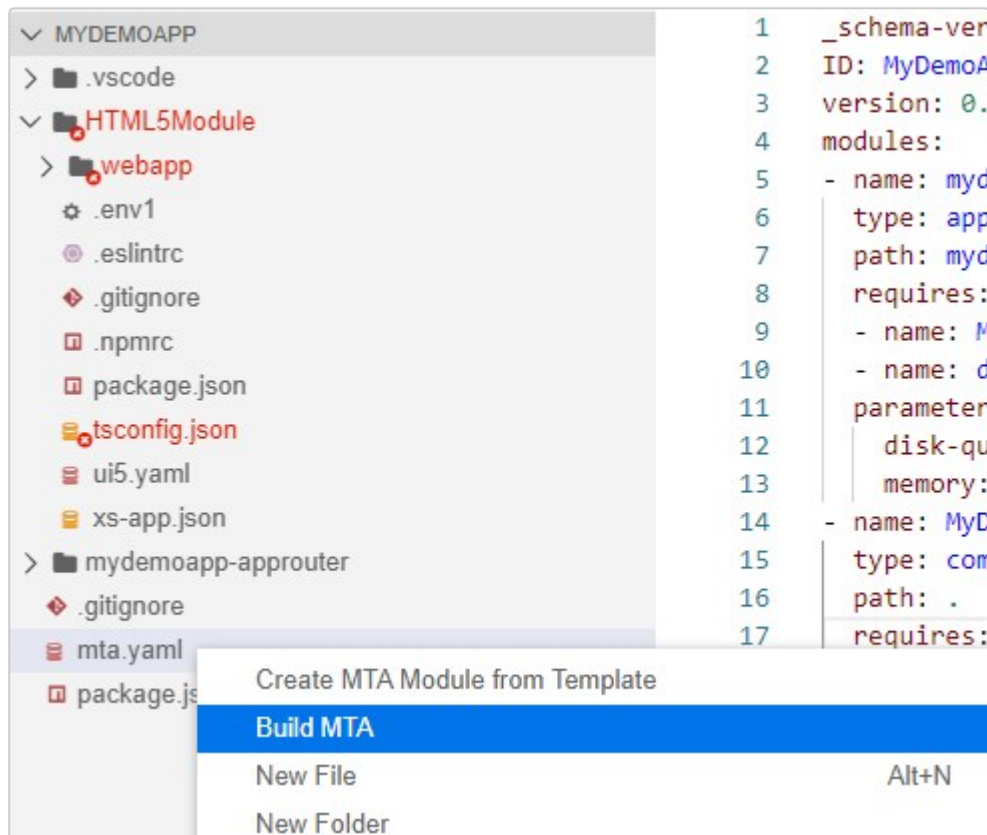 MYDEMOAPP
.vscode
HTML5Module
webapp
.env1
.eslintrc
.gitignore
.npmrc
package.json
tsconfig.json
ui5.yaml
xs-app.json
mydemoapp-approuter
.gitignore
mta.yaml
package.js
1 _schema-ver
2 ID: MyDemoA
3 version: 0.
4 modules:
5 - name: myd
6 type: app
7 path: myd
8 requires:
9 - name: M
10 - name: d
11 parameter
12 disk-qu
13 memory:
14 - name: MyD
15 type: com
16 path: .
17 requires:
Create MTA Module from Template
Build MTA
New File Alt+N
New Folder